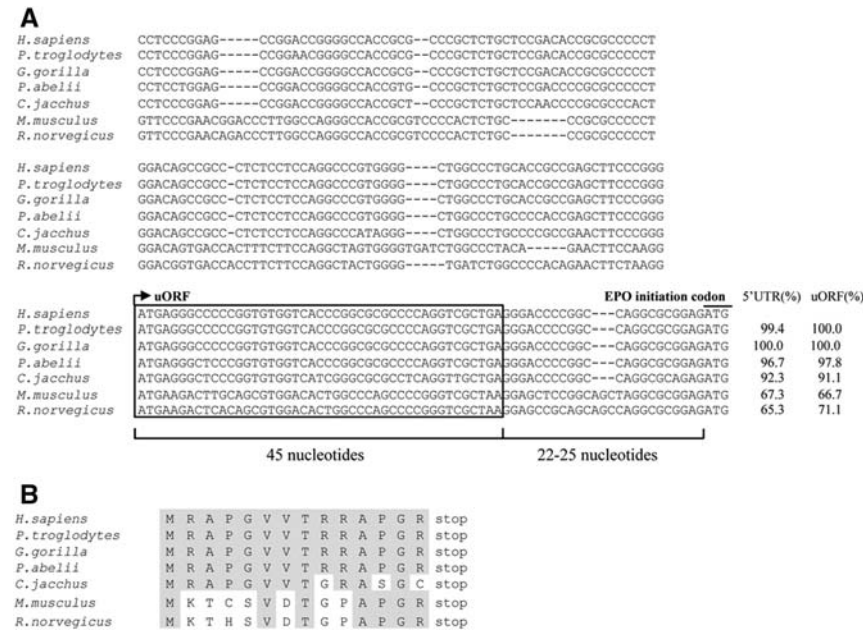 A
H.sapiens CCTCCCGGAG-----CCGGACCGGGGCCACCGCG---CCCGCTCTGCTCCGACACCGCGCCCCCT
P.troglodytes CCTCCCGGAG-----CCGGAACGGGGCCACCGCG---CCCGCTCTGCTCCGACACCGCGCCCCCT
G.gorilla CCTCCCGGAG-----CCGGACCGGGGCCACCGCG---CCCGCTCTGCTCCGACACCGCGCCCCCT
P.abelii CCTCCTGGAG-----CCGGACCGGGGCCACCGTG---CCCGCTCTGCTCCGACACCGCGCCCCCT
C.jacchus CCTCCCGGAG-----CCGGACCGGGGCCACCGCT---CCCGCTCTGCTCCAACCCCGCGCCCACT
M.musculus GTTCCCGAACGGACCCTTGGCCAGGGCCACCGCGTCCCCACTCTGC-------CCGCGCCCCCT
R.norvegicus GTTCCCGAACAGACCCTTGGCCAGGGCCACCGCGTCCCCACTCTGC-------CCGCGCCCCCT
H.sapiens GGACAGCCGCC-CTCTCCTCCAGGCCCGTGGGG----CTGGCCCTGCACCGCCGAGCTTCCCGGG
P.troglodytes GGACAGCCGCC-CTCTCCTCCAGGCCCGTGGGG----CTGGCCCTGCACCGCCGAGCTTCCCGGG
G.gorilla GGACAGCCGCC-CTCTCCTCCAGGCCCGTGGGG----CTGGCCCTGCACCGCCGAGCTTCCCGGG
P.abelii GGACAGCCGCC-CTCTCCTCCAGGCCCGTGGGG----CTGGCCCTGCCCCACCGAGCTTCCCGGG
C.jacchus GGACAGCCGCC-CTCTCCTCCAGGCCCATAGGG----CTGGCCCTGCCCCGCCGAACTTCCCGGG
M.musculus GGACAGTGACCACTTTCTTCCAGGCTAGTGGGGTGATCTGGCCCTACA-----GAACTTCCAAGG
R.norvegicus GGACGGTGACCACCTTCTTCCAGGCTACTGGGG----TGATCTGGCCCCACAGAACTTCTAAGG
uORF EPO initiation codon 5'UTR(%) uORF(%)
H.sapiens ATGAGGGCCCCCGGTGTGGTCACCCGGCGCGCCCCAGGTCGCTGAGGGACCCCGGC---CAGGCGCGGAGATG
P.troglodytes ATGAGGGCCCCCGGTGTGGTCACCCGGCGCGCCCCAGGTCGCTGAGGGACCCCGGC---CAGGCGCGGAGATG 99.4 100.0
G.gorilla ATGAGGGCCCCCGGTGTGGTCACCCGGCGCGCCCCAGGTCGCTGAGGGACCCCGGC---CAGGCGCGGAGATG 100.0 100.0
P.abelii ATGAGGGCTCCCGGTGTGGTCACCCGGCGCGCCCCAGGTCGCTGAGGGACCCCGGC---CAGGCGCGGAGATG 96.7 97.8
C.jacchus ATGAGGGCTCCCGGTGTGGTCATCGGGCGCGCCTCAGGTTGCTGAGGGACCCCGGC---CAGGCGCAGAGATG 92.3 91.1
M.musculus ATGAAGACTTGCAGCGTGGACACTGGCCCAGCCCCGGGTCGCTAAGGAGCTCCGGCAGCTAGGCGCGGAGATG 67.3 66.7
R.norvegicus ATGAAGACTCACAGCGTGGACACTGGCCCAGCCCCGGGTCGCTAAGGAGCCGCAGCAGCCAGGCGCGGAGATG 65.3 71.1
45 nucleotides 22-25 nucleotides
B
H.sapiens M R A P G V V T R R A P G R stop
P.troglodytes M R A P G V V T R R A P G R stop
G.gorilla M R A P G V V T R R A P G R stop
P.abelii M R A P G V V T R R A P G R stop
C.jacchus M R A P G V V T G R A S G C stop
M.musculus M K T C S V D T G P A P G R stop
R.norvegicus M K T H S V D T G P A P G R stop